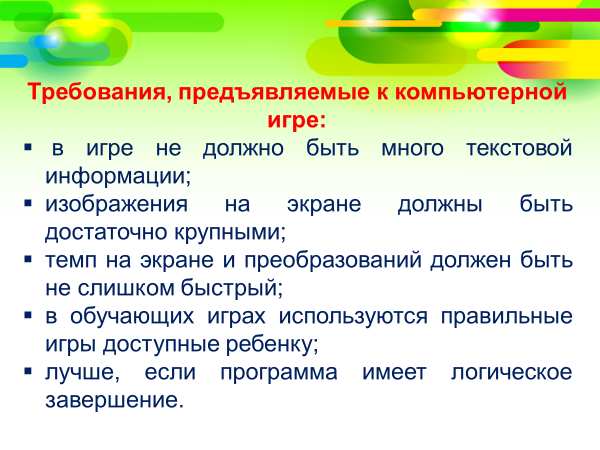 Требования, предъявляемые к компьютерной
игре:
▪ в игре не должно быть много текстовой
информации;
▪ изображения на экране должны быть
достаточно крупными;
▪ темп на экране и преобразований должен быть
не слишком быстрый;
▪ в обучающих играх используются правильные
игры доступные ребенку;
▪ лучше, если программа имеет логическое
завершение.